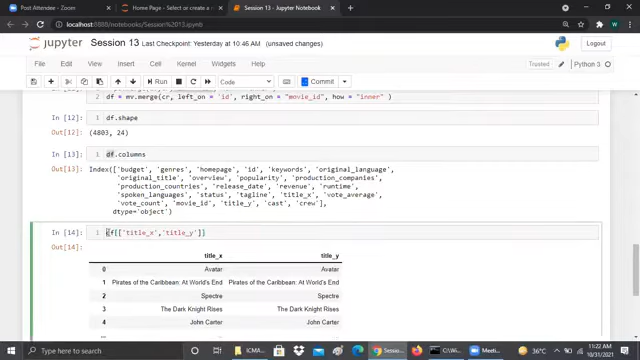 Post Attendee - Zoom
Home Page - Select or create a n
Session 13 - Jupyter Notebook
localhost:8888/notebooks/Session%2013.ipynb
jupyter Session 13 Last Checkpoint: Yesterday at 10:46 AM (unsaved changes)
Logout
File Edit View Insert Cell Kernel Widgets Help
Trusted Python 3
Run Code Commit
2 df = mv.merge(cr, left_on = 'id', right_on = "movie_id", how = "inner" )
In [12]: 1 df.shape
Out[12]: (4803, 24)
In [13]: 1 df.columns
Out[13]: Index(['budget', 'genres', 'homepage', 'id', 'keywords', 'original_language',
'original_title', 'overview', 'popularity', 'production_companies',
'production_countries', 'release_date', 'revenue', 'runtime',
'spoken_languages', 'status', 'tagline', 'title_x', 'vote_average',
'vote_count', 'movie_id', 'title_y', 'cast', 'crew'],
dtype='object')
In [14]: 1 df[['title_x','title_y']]
Out[14]:
title_x title_y
0 Avatar Avatar
1 Pirates of the Caribbean: At World's End Pirates of the Caribbean: At World's End
2 Spectre Spectre
3 The Dark Knight Rises The Dark Knight Rises
4 John Carter John Carter
... ... ...
Type here to search
ICMA...
Sessi...
C:\Wi...
Meeti...
36°C
11:22 AM
10/31/2021